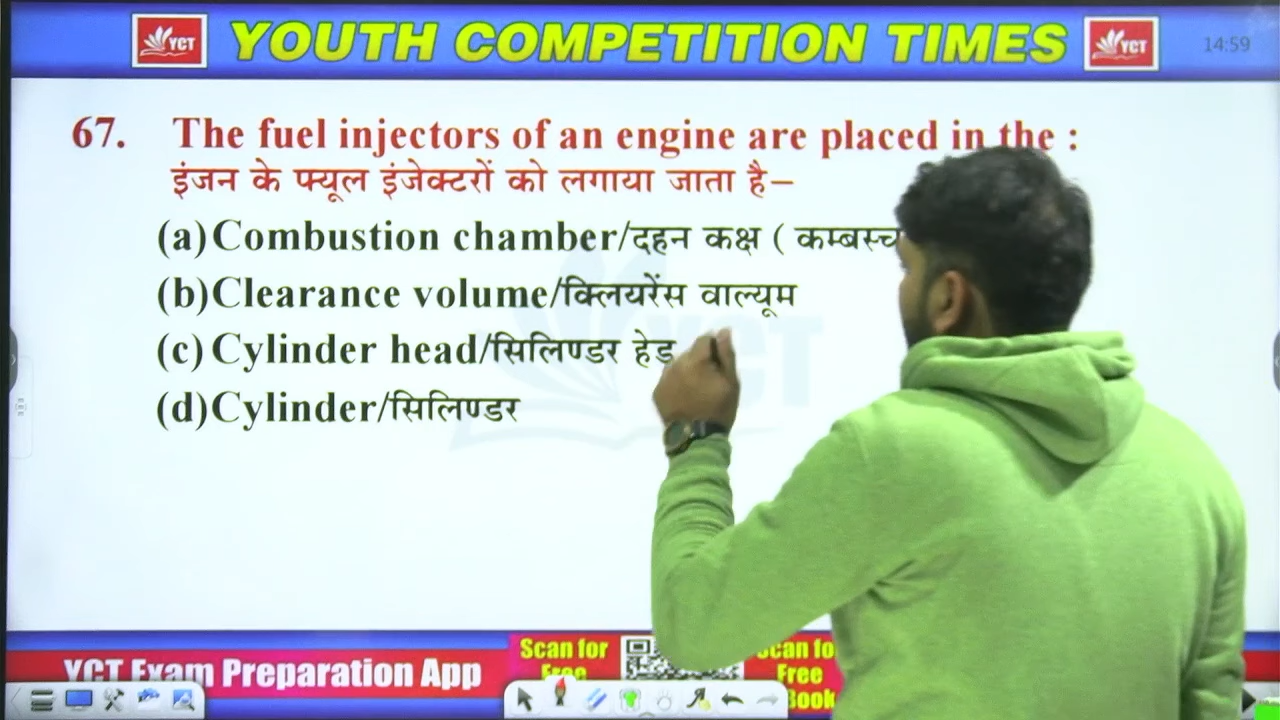 YCT
YOUTH COMPETITION TIMES
YCT
14:59
67. The fuel injectors of an engine are placed in the :
इंजन के फ्यूल इंजेक्टरों को लगाया जाता है–
(a) Combustion chamber/दहन कक्ष ( कम्बस्च
(b) Clearance volume/क्लियरेंस वाल्यूम
(c) Cylinder head/सिलिण्डर हेड
(d) Cylinder/सिलिण्डर
YCT
YCT Exam Preparation App
Scan for
Free
Scan fo
Free
Book